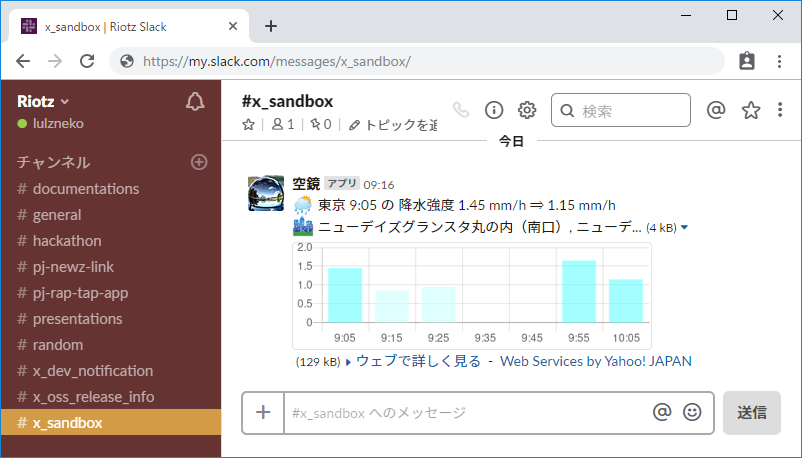 x_sandbox | Riotz Slack
https://my.slack.com/messages/x_sandbox/
Riotz
lulzneko
チャンネル
# documentations
# general
# hackathon
# pj-newz-link
# pj-rap-tap-app
# presentations
# random
# x_dev_notification
# x_oss_release_info
# x_sandbox
#x_sandbox
1 | 0 | トピックを追
検索
今日
空鏡 アプリ 09:16
東京 9:05 の 降水強度 1.45 mm/h ⇒ 1.15 mm/h
ニューデイズグランスタ丸の内（南口）, ニューデ... (4 kB)
2.0
1.5
1.0
0.5
0
9:05 9:15 9:25 9:35 9:45 9:55 10:05
(129 kB) ウェブで詳しく見る - Web Services by Yahoo! JAPAN
#x_sandbox へのメッセージ
送信